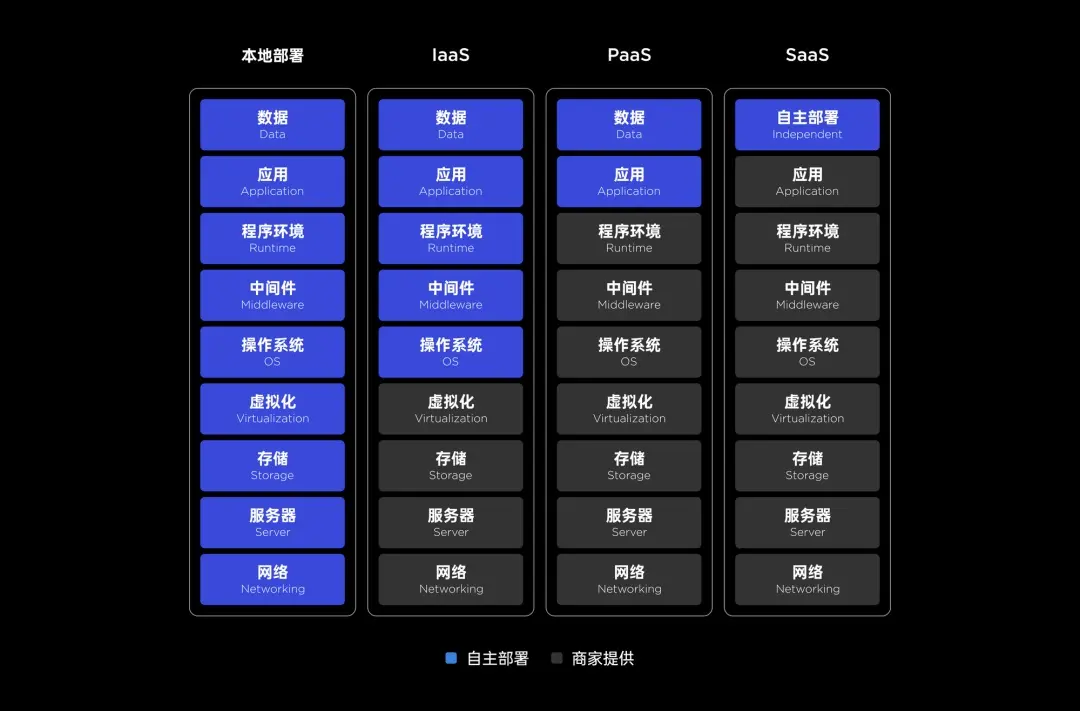 本地部署
IaaS
PaaS
SaaS
数据
Data
应用
Application
程序环境
Runtime
中间件
Middleware
操作系统
OS
虚拟化
Virtualization
存储
Storage
服务器
Server
网络
Networking
数据
Data
应用
Application
程序环境
Runtime
中间件
Middleware
操作系统
OS
虚拟化
Virtualization
存储
Storage
服务器
Server
网络
Networking
数据
Data
应用
Application
程序环境
Runtime
中间件
Middleware
操作系统
OS
虚拟化
Virtualization
存储
Storage
服务器
Server
网络
Networking
自主部署
Independent
应用
Application
程序环境
Runtime
中间件
Middleware
操作系统
OS
虚拟化
Virtualization
存储
Storage
服务器
Server
网络
Networking
自主部署
商家提供